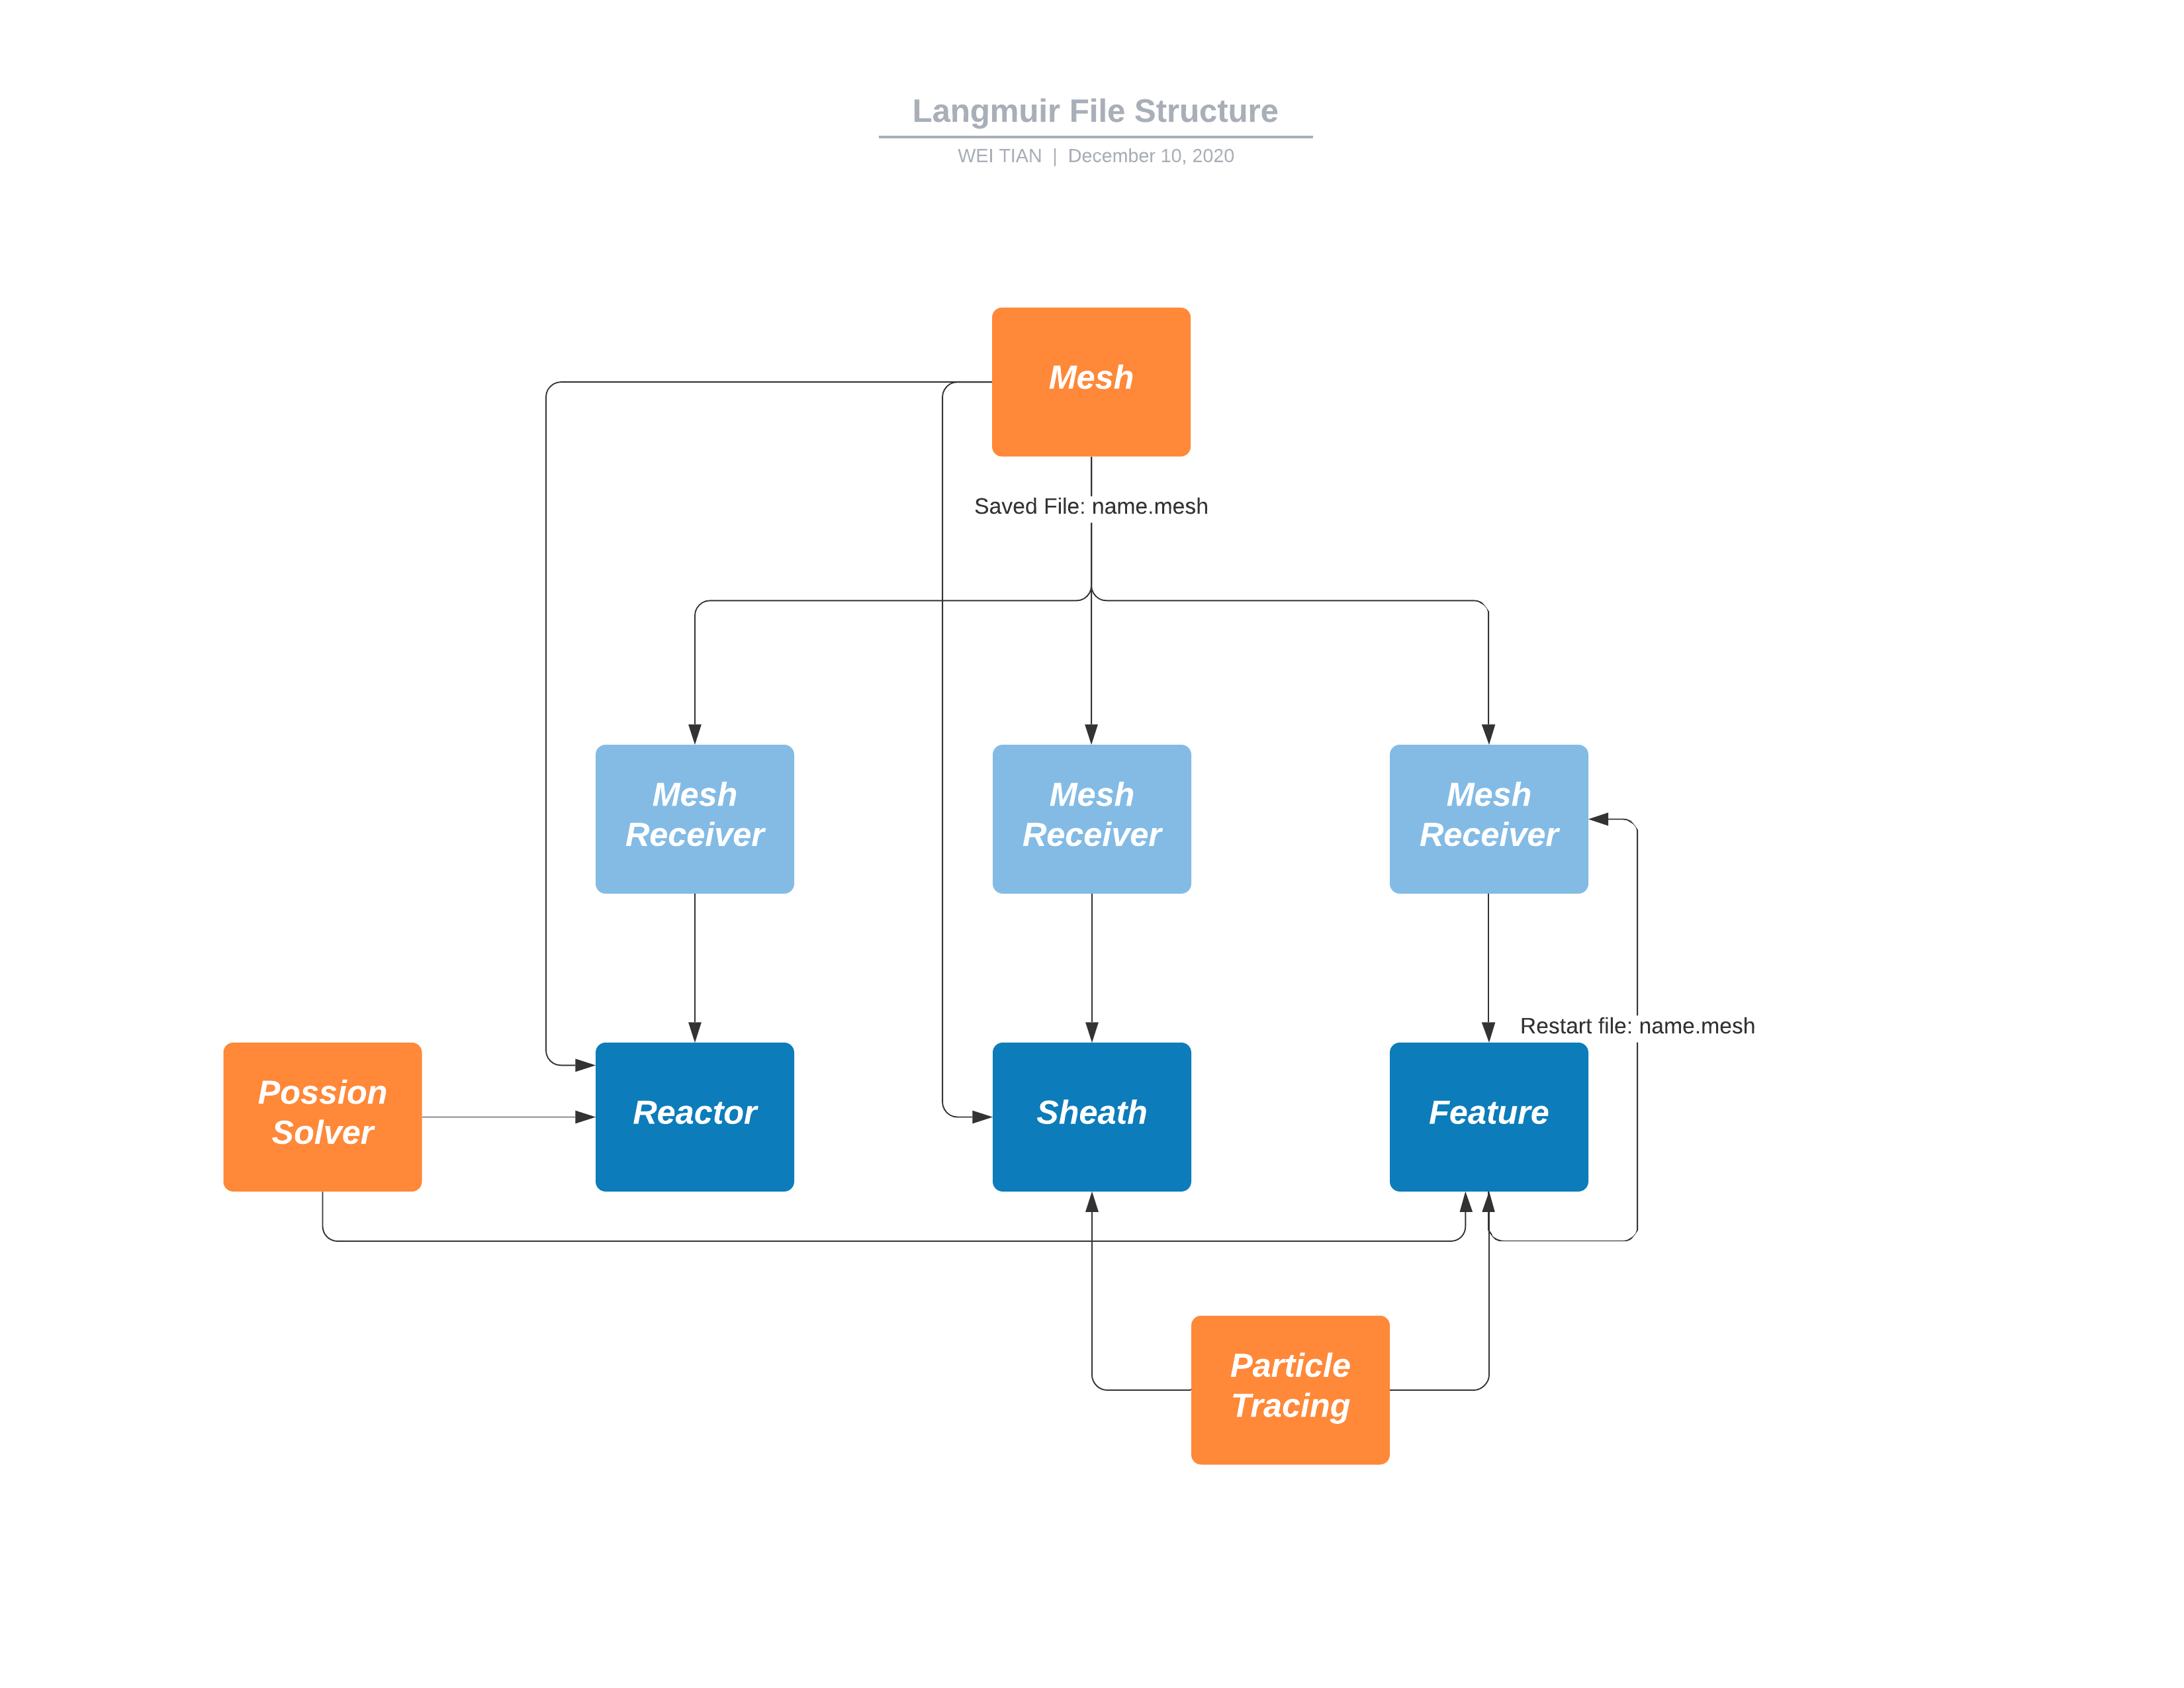 Langmuir File Structure
WEI TIAN | December 10, 2020
Mesh
Saved File: name.mesh
Mesh
Receiver
Mesh
Receiver
Mesh
Receiver
Restart file: name.mesh
Possion
Solver
Reactor
Sheath
Feature
Particle
Tracing